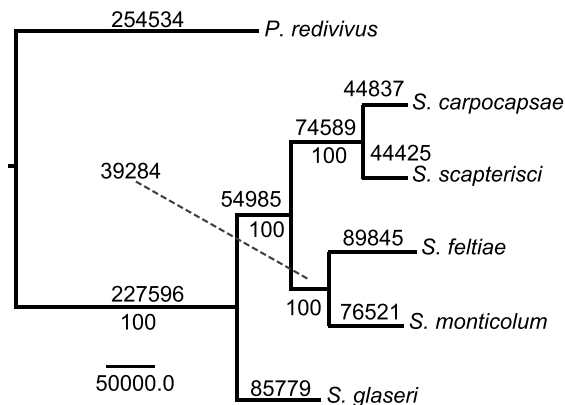 254534
P. redivivus
44837
S. carpocapsae
74589
100
44425
S. scapterisci
39284
54985
100
89845
S. feltiae
227596
100
100
76521
S. monticolum
50000.0
85779
S. glaseri